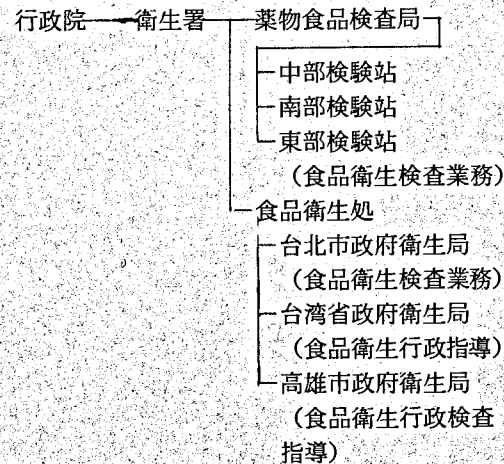 行政院 衛生署 薬物食品検査局
中部検験站
南部検験站
東部検験站
(食品衛生検査業務)
食品衛生処
台北市政府衛生局
(食品衛生検査業務)
台湾省政府衛生局
(食品衛生行政指導)
高雄市政府衛生局
(食品衛生行政検査
指導)